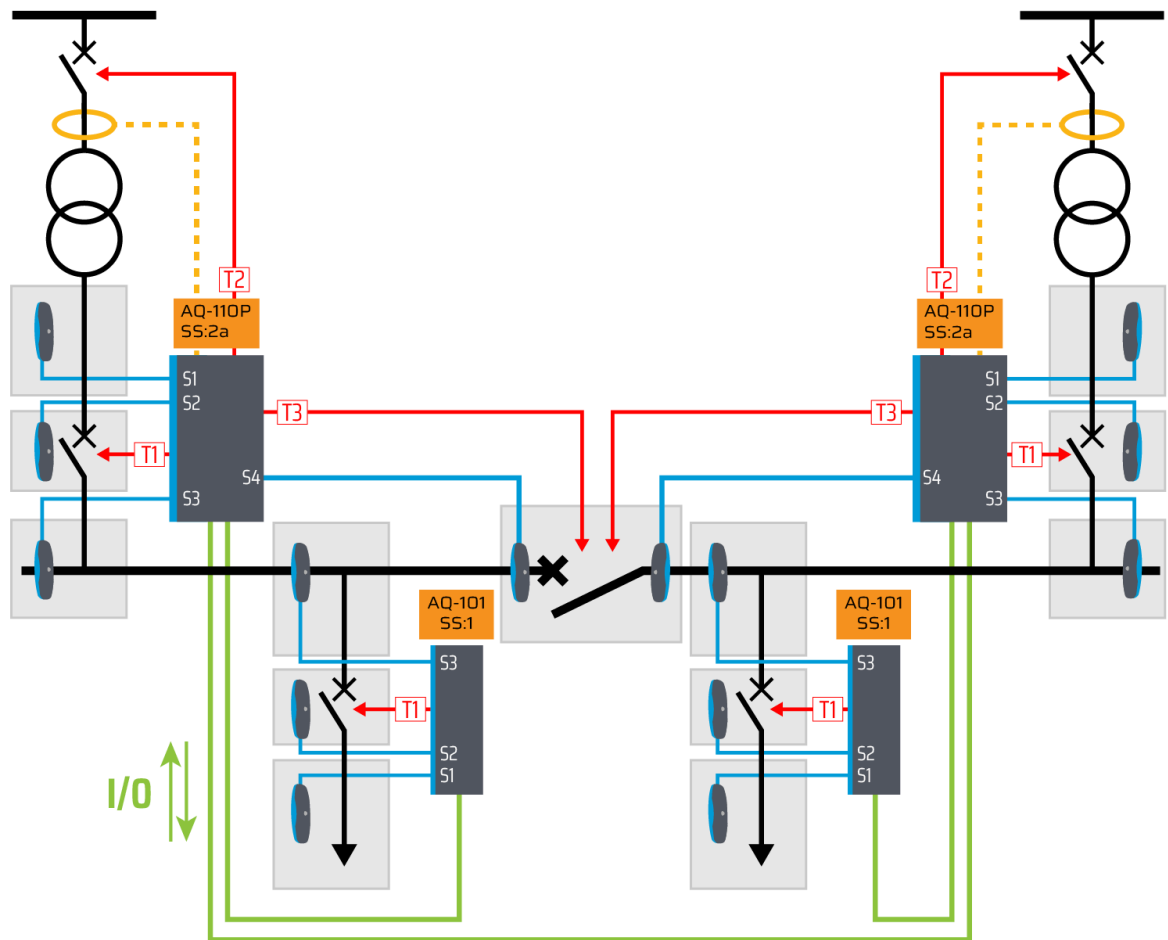 T2
T2
AQ-110P
SS:2a
AQ-110P
SS:2a
S1
S2
T3
T1
S4
S3
S1
S2
T3
T1
S4
S3
AQ-101
SS:1
AQ-101
SS:1
S3
T1
S2
S1
S3
T1
S2
S1
I/O